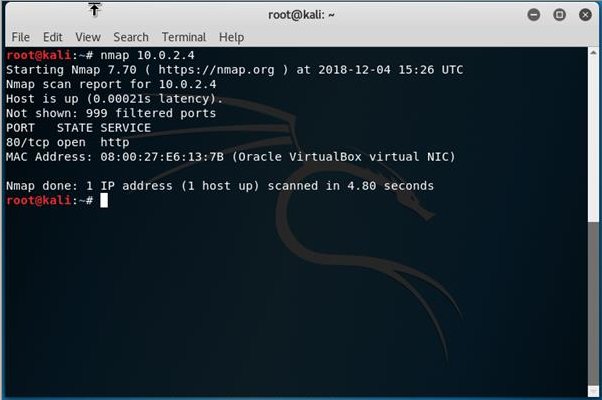 root@kali: ~
File Edit View Search Terminal Help
root@kali:~# nmap 10.0.2.4
Starting Nmap 7.70 ( https://nmap.org ) at 2018-12-04 15:26 UTC
Nmap scan report for 10.0.2.4
Host is up (0.00021s latency).
Not shown: 999 filtered ports
PORT   STATE SERVICE
80/tcp open  http
MAC Address: 08:00:27:E6:13:7B (Oracle VirtualBox virtual NIC)
Nmap done: 1 IP address (1 host up) scanned in 4.80 seconds
root@kali:~#